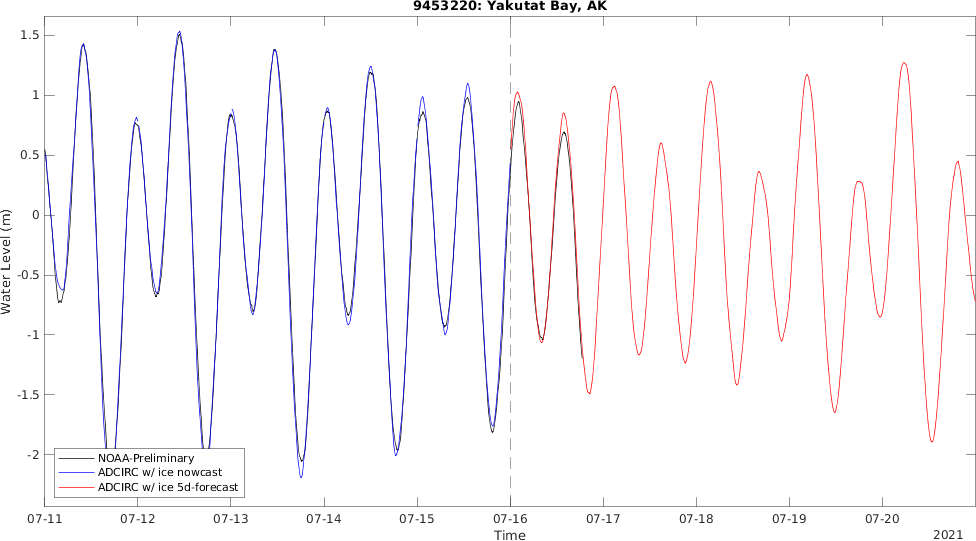 9453220: Yakutat Bay, AK
1.5
1
0.5
0
-0.5
-1
-1.5
-2
Water Level (m)
NOAA-Preliminary
ADCIRC w/ ice nowcast
ADCIRC w/ ice 5d-forecast
07-11 07-12 07-13 07-14 07-15 07-16 07-17 07-18 07-19 07-20
Time
2021